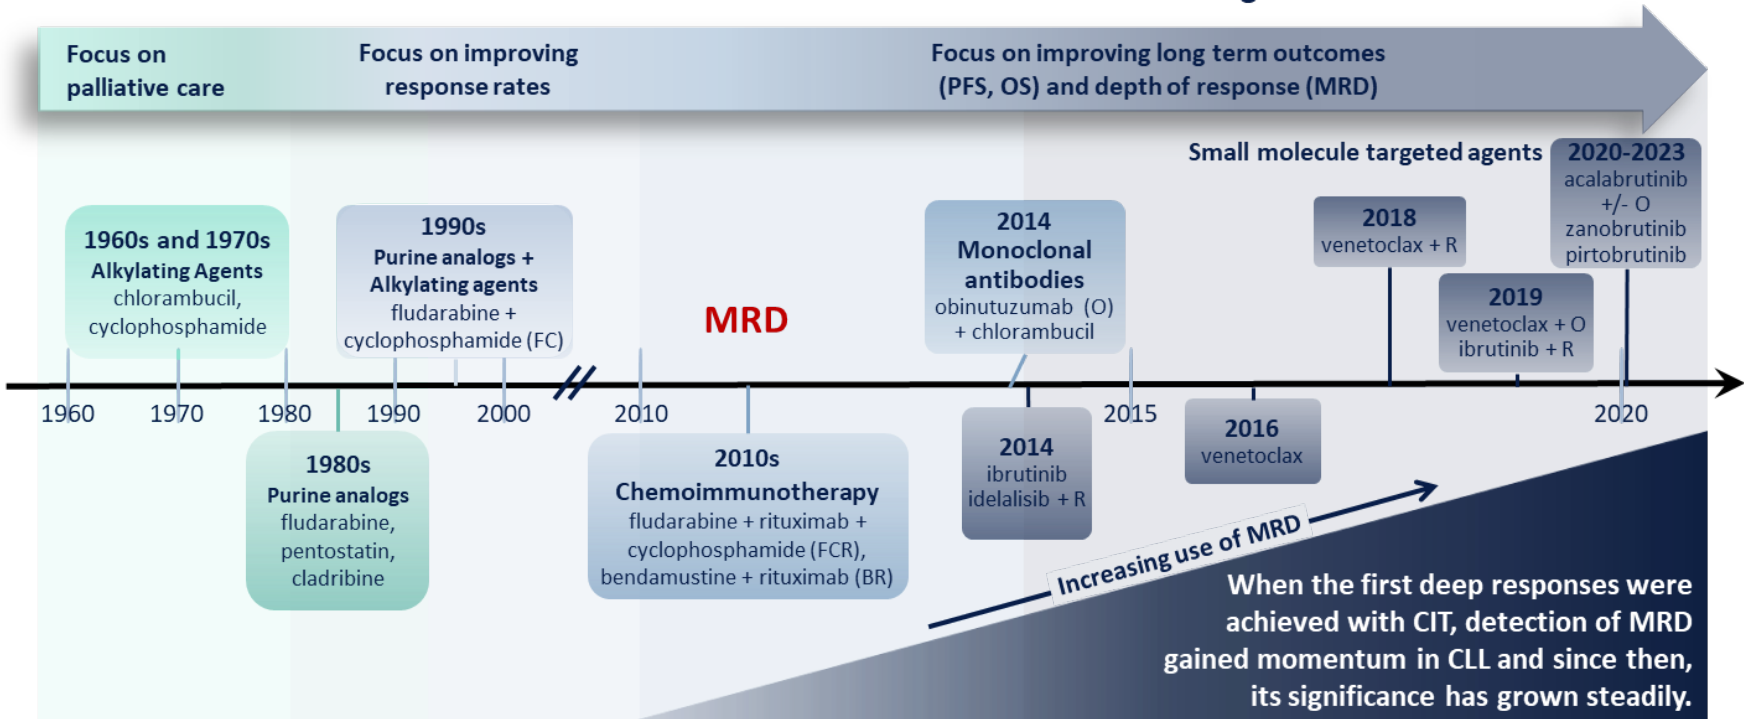 Focus on
palliative care
Focus on improving
response rates
Focus on improving long term outcomes
(PFS, OS) and depth of response (MRD)
Small molecule targeted agents
2020-2023
acalabrutinib
+/- O
zanobrutinib
pirtobrutinib
1960s and 1970s
Alkylating Agents
chlorambucil,
cyclophosphamide
1990s
Purine analogs +
Alkylating agents
fludarabine +
cyclophosphamide (FC)
MRD
2014
Monoclonal
antibodies
obinutuzumab (O)
+ chlorambucil
2018
venetoclax + R
2019
venetoclax + O
ibrutinib + R
1960
1970
1980
1990
2000
2010
2015
2020
1980s
Purine analogs
fludarabine,
pentostatin,
cladribine
2010s
Chemoimmunotherapy
fludarabine + rituximab +
cyclophosphamide (FCR),
bendamustine + rituximab (BR)
2014
ibrutinib
idelalisib + R
2016
venetoclax
Increasing use of MRD
When the first deep responses were
achieved with CIT, detection of MRD
gained momentum in CLL and since then,
its significance has grown steadily.